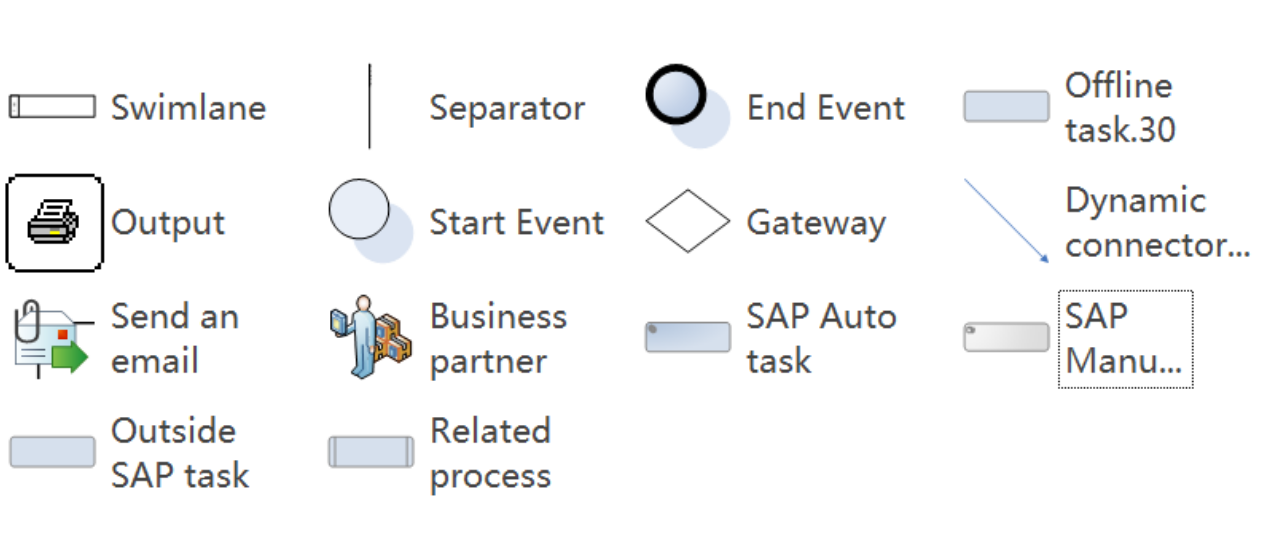 Swimlane
Separator
End Event
Offline
task.30
Output
Start Event
Gateway
Dynamic
connector...
Send an
email
Business
partner
SAP Auto
task
SAP
Manu...
Outside
SAP task
Related
process